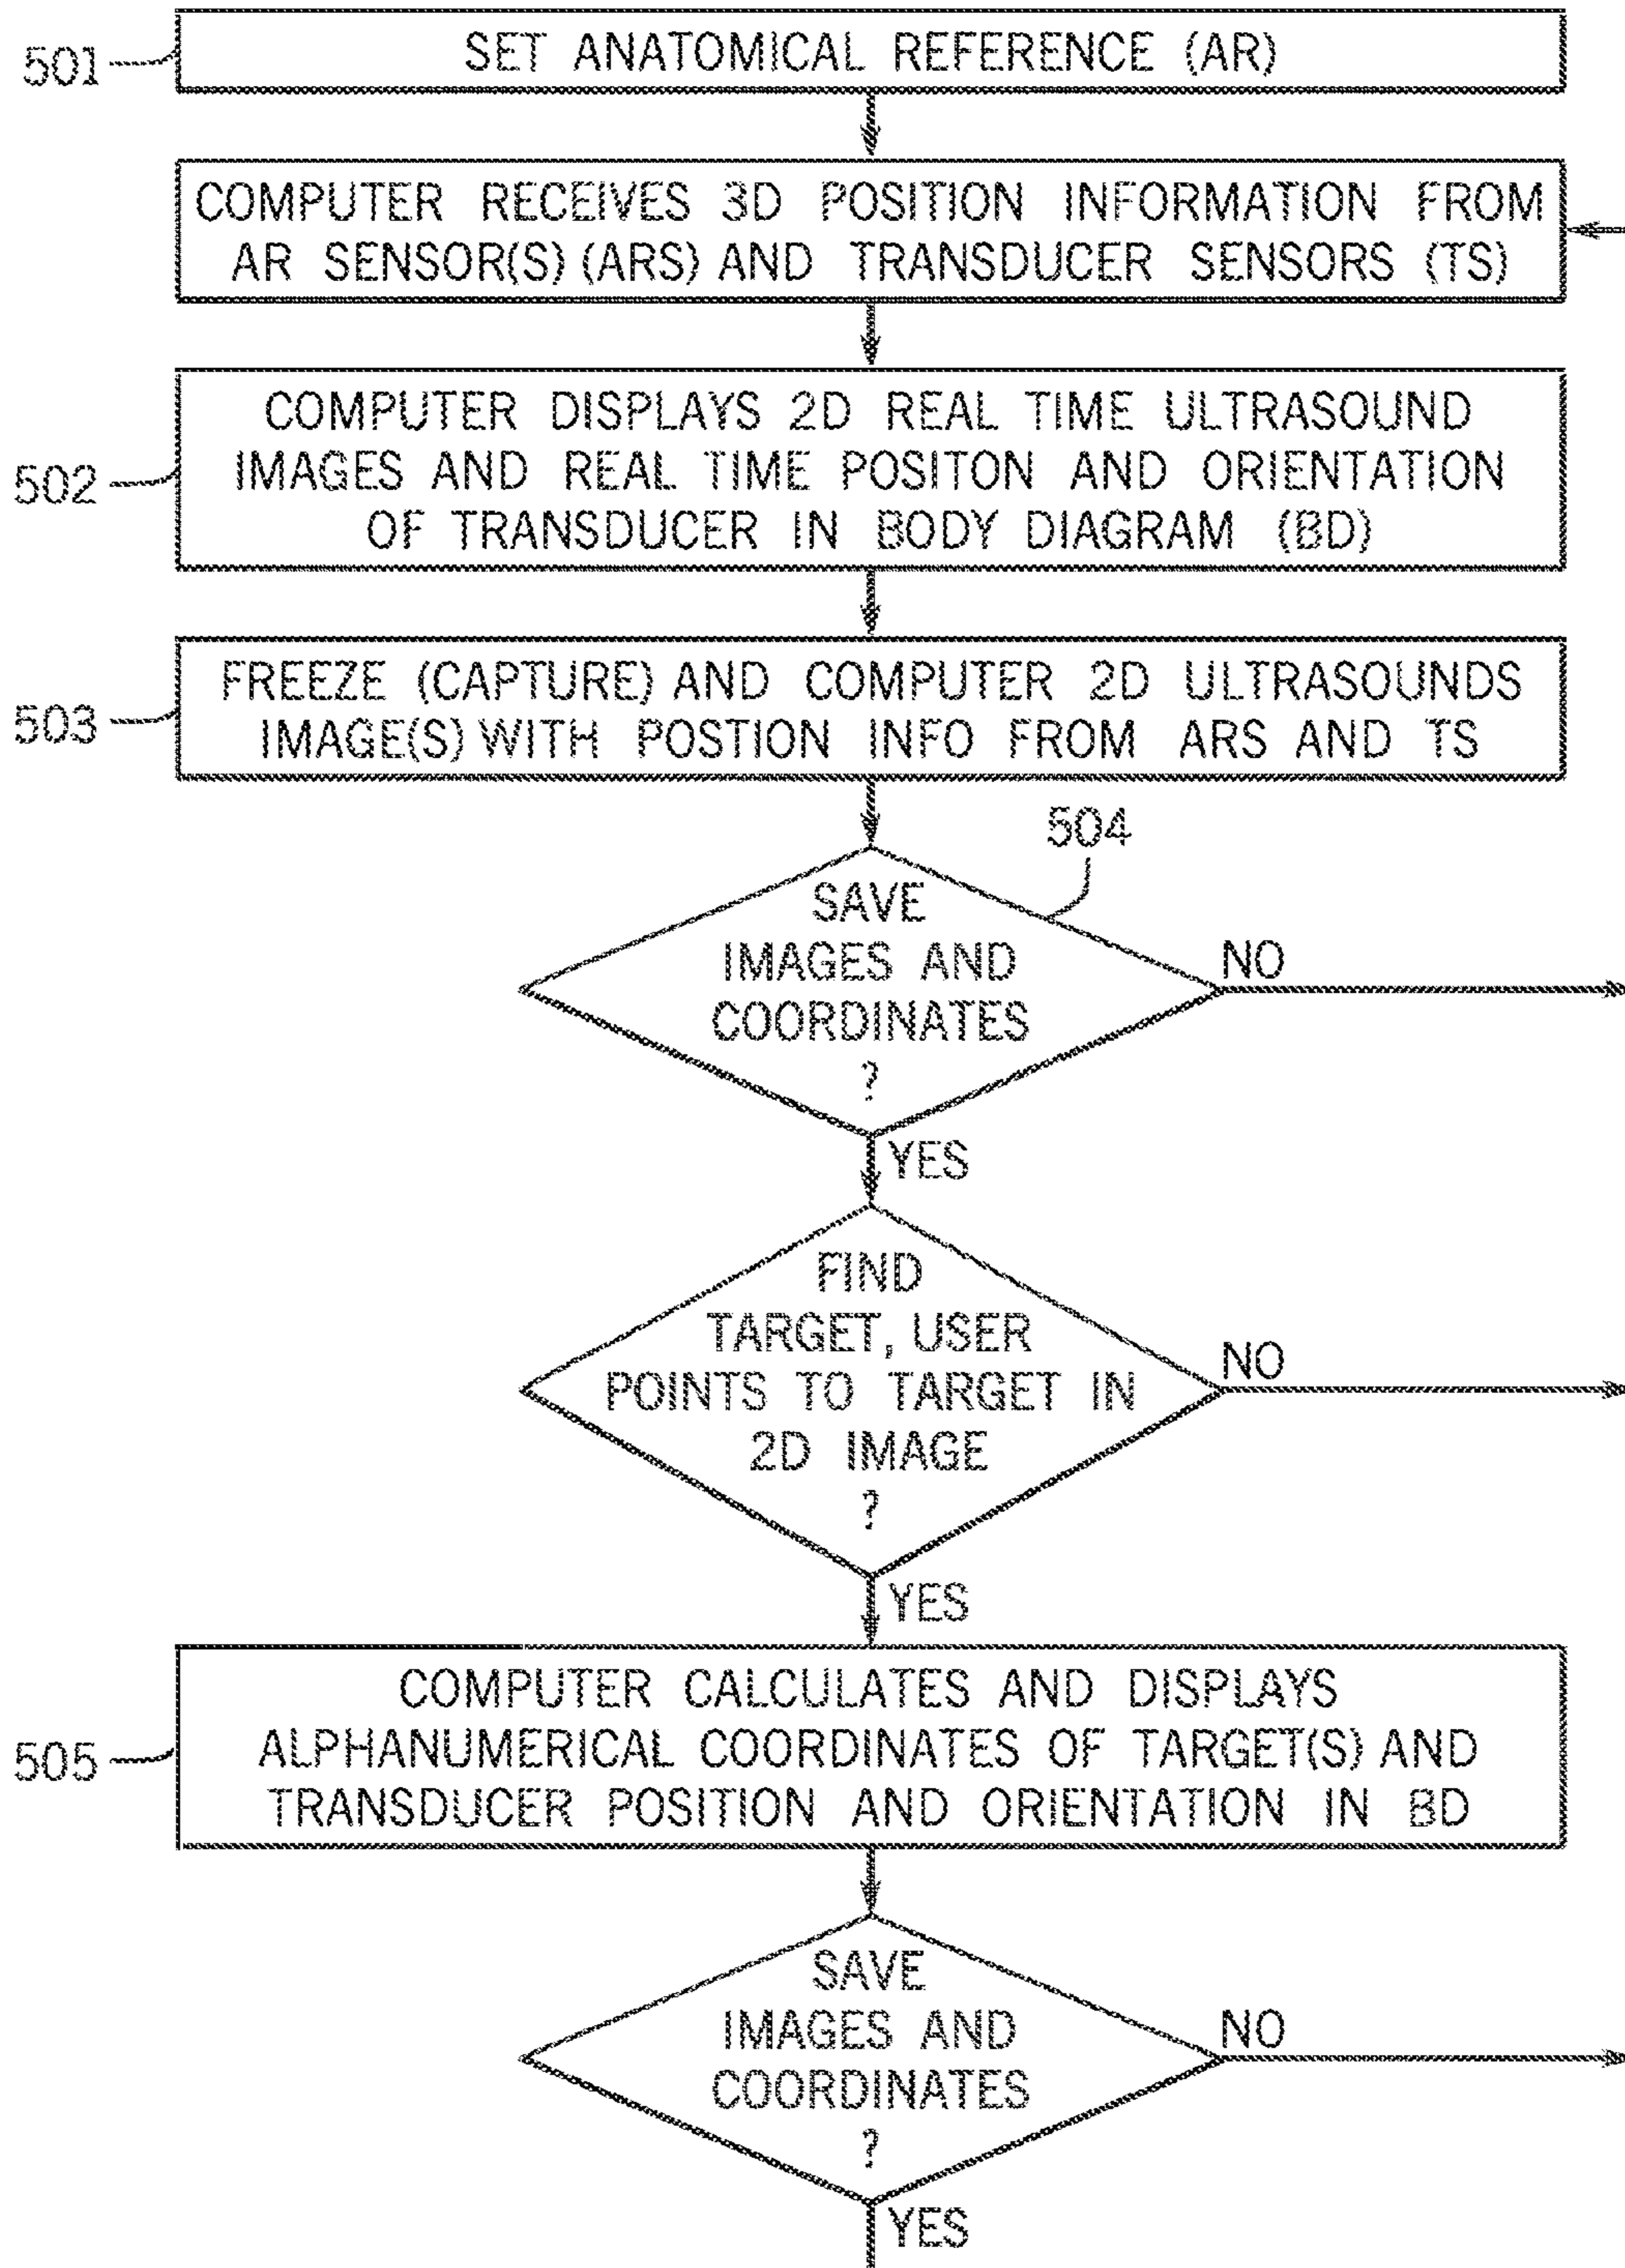 501
SET ANATOMICAL REFERENCE (AR)
COMPUTER RECEIVES 3D POSITION INFORMATION FROM
AR SENSOR(S) (ARS) AND TRANSDUCER SENSORS (TS)
502
COMPUTER DISPLAYS 2D REAL TIME ULTRASOUND
IMAGES AND REAL TIME POSITON AND ORIENTATION
OF TRANSDUCER IN BODY DIAGRAM (BD)
503
FREEZE (CAPTURE) AND COMPUTER 2D ULTRASOUNDS
IMAGE(S) WITH POSTION INFO FROM ARS AND TS
504
SAVE
IMAGES AND
COORDINATES
?
NO
YES
FIND
TARGET, USER
POINTS TO TARGET IN
2D IMAGE
?
NO
YES
505
COMPUTER CALCULATES AND DISPLAYS
ALPHANUMERICAL COORDINATES OF TARGET(S) AND
TRANSDUCER POSITION AND ORIENTATION IN BD
SAVE
IMAGES AND
COORDINATES
?
NO
YES